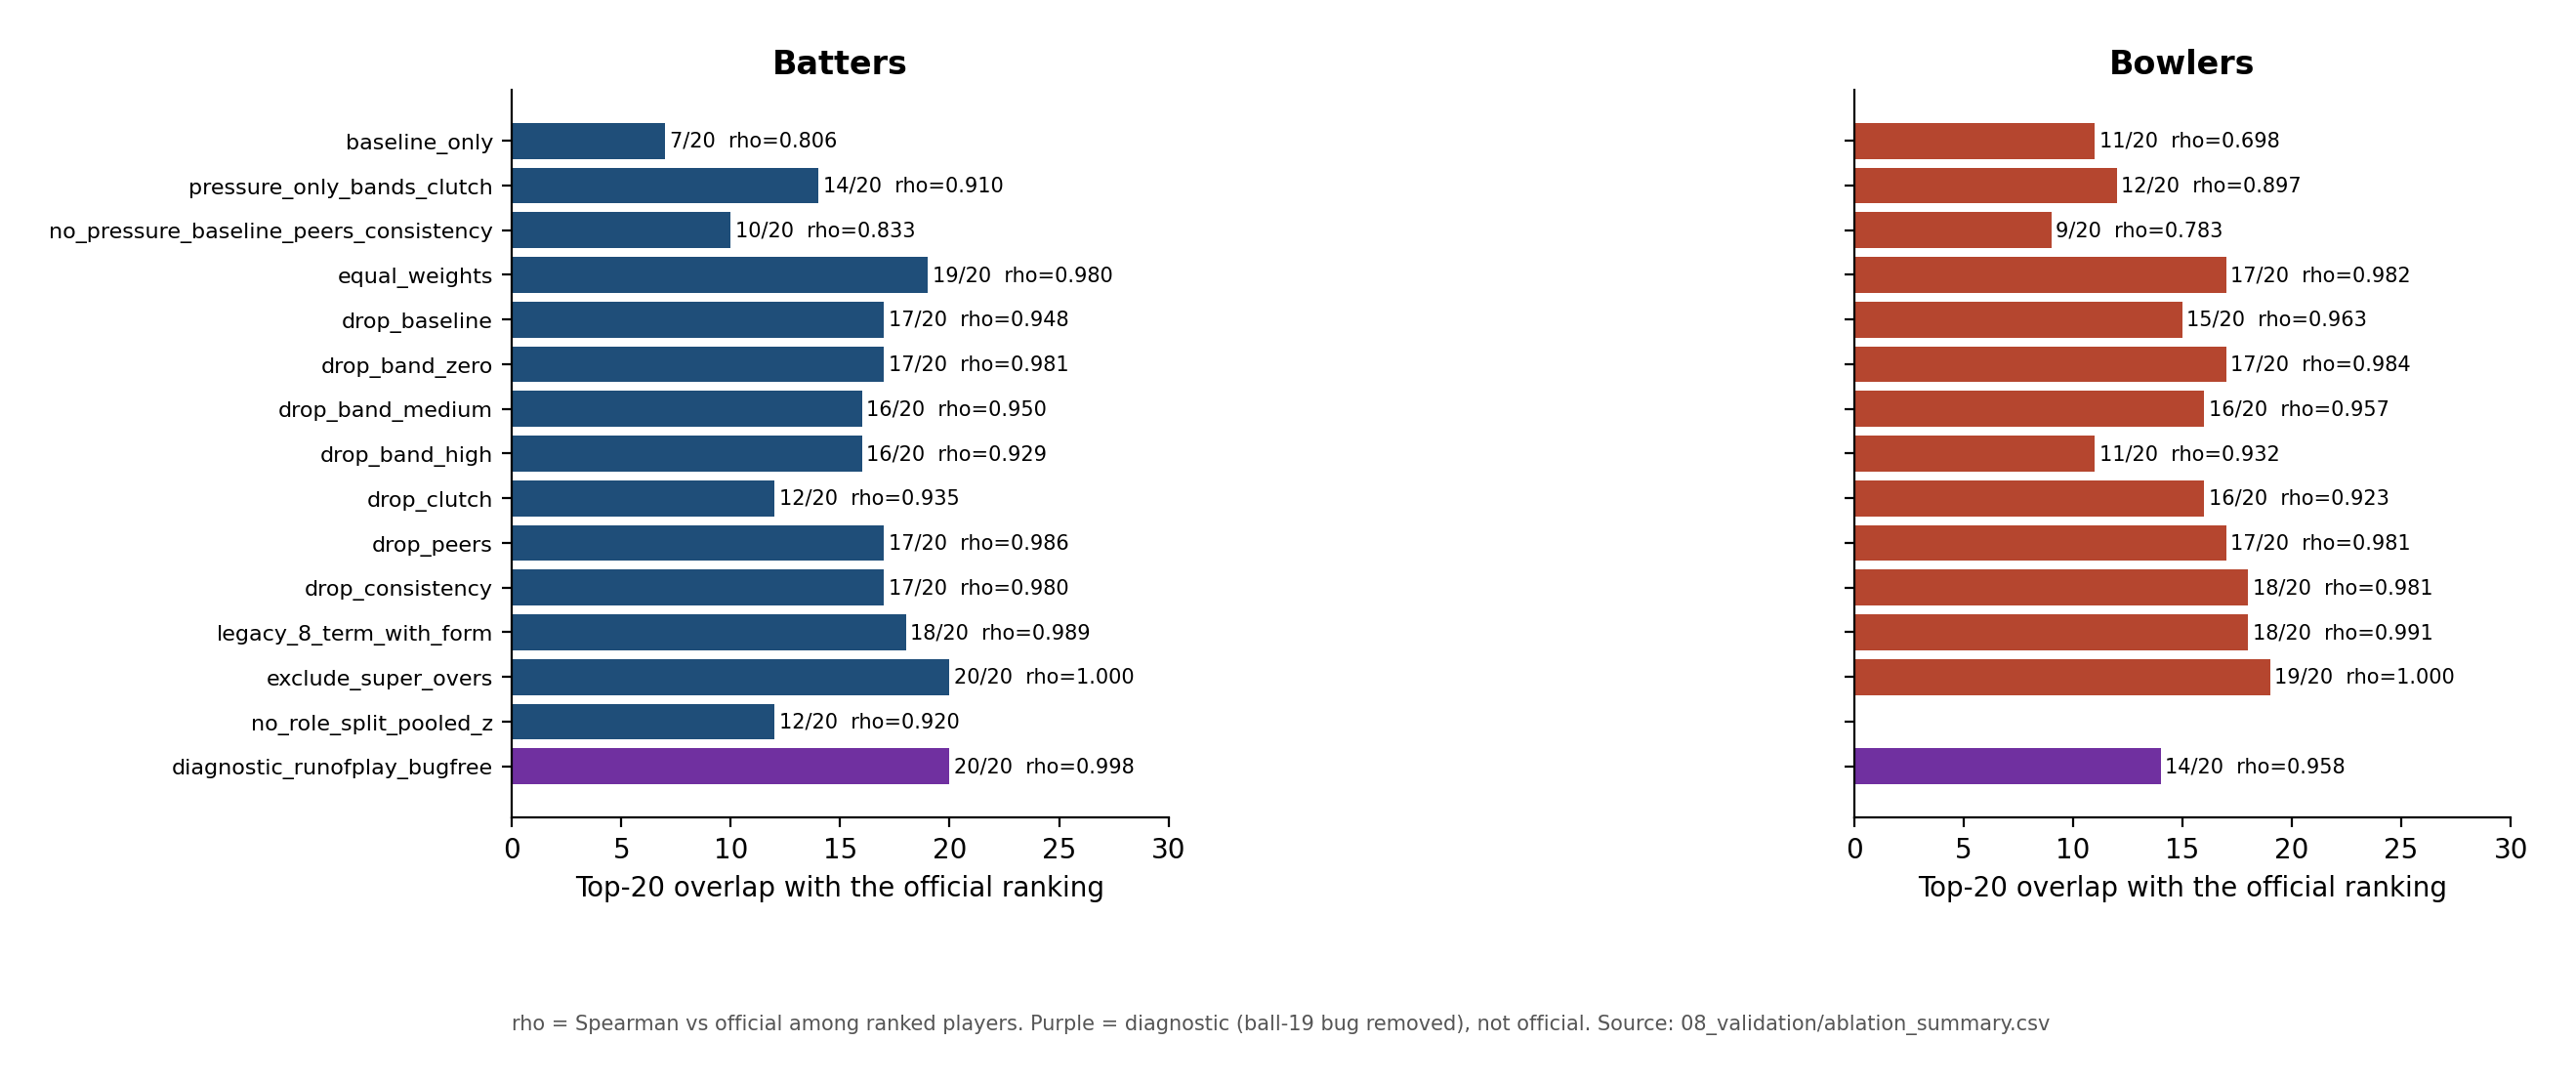 Batters
baseline_only
7/20 rho=0.806
pressure_only_bands_clutch
14/20 rho=0.910
no_pressure_baseline_peers_consistency
10/20 rho=0.833
equal_weights
19/20 rho=0.980
drop_baseline
17/20 rho=0.948
drop_band_zero
17/20 rho=0.981
drop_band_medium
16/20 rho=0.950
drop_band_high
16/20 rho=0.929
drop_clutch
12/20 rho=0.935
drop_peers
17/20 rho=0.986
drop_consistency
17/20 rho=0.980
legacy_8_term_with_form
18/20 rho=0.989
exclude_super_overs
20/20 rho=1.000
no_role_split_pooled_z
12/20 rho=0.920
diagnostic_runofplay_bugfree
20/20 rho=0.998
0 5 10 15 20 25 30
Top-20 overlap with the official ranking
Bowlers
11/20 rho=0.698
12/20 rho=0.897
9/20 rho=0.783
17/20 rho=0.982
15/20 rho=0.963
17/20 rho=0.984
16/20 rho=0.957
11/20 rho=0.932
16/20 rho=0.923
17/20 rho=0.981
18/20 rho=0.981
18/20 rho=0.991
19/20 rho=1.000
14/20 rho=0.958
0 5 10 15 20 25 30
Top-20 overlap with the official ranking
rho = Spearman vs official among ranked players. Purple = diagnostic (ball-19 bug removed), not official. Source: 08_validation/ablation_summary.csv